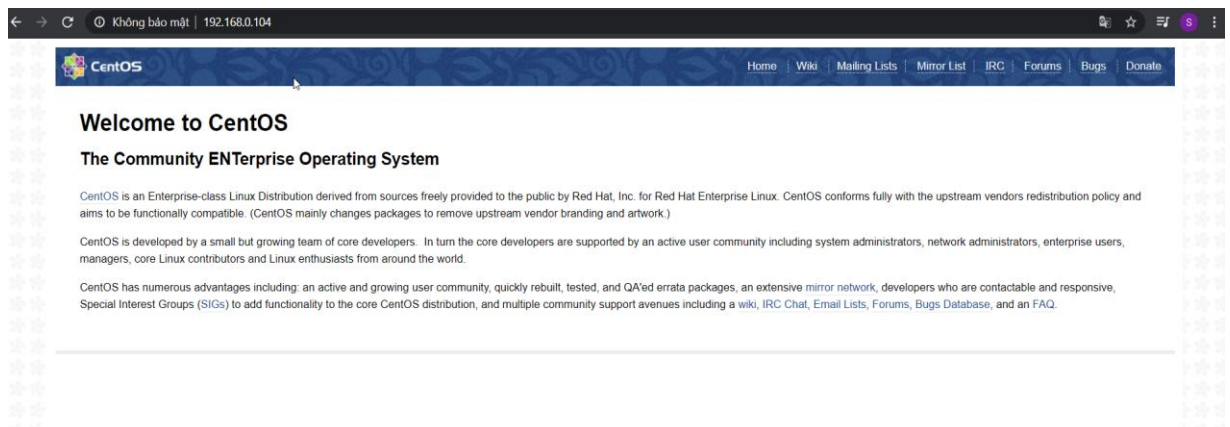 Không bảo mật | 192.168.0.104
S
CentOS
Home | Wiki | Mailing Lists | Mirror List | IRC | Forums | Bugs | Donate
Welcome to CentOS
The Community ENTerprise Operating System
CentOS is an Enterprise-class Linux Distribution derived from sources freely provided to the public by Red Hat, Inc. for Red Hat Enterprise Linux. CentOS conforms fully with the upstream vendors redistribution policy and
aims to be functionally compatible. (CentOS mainly changes packages to remove upstream vendor branding and artwork.)
CentOS is developed by a small but growing team of core developers. In turn the core developers are supported by an active user community including system administrators, network administrators, enterprise users,
managers, core Linux contributors and Linux enthusiasts from around the world.
CentOS has numerous advantages including: an active and growing user community, quickly rebuilt, tested, and QA'ed errata packages, an extensive mirror network, developers who are contactable and responsive,
Special Interest Groups (SIGs) to add functionality to the core CentOS distribution, and multiple community support avenues including a wiki, IRC Chat, Email Lists, Forums, Bugs Database, and an FAQ.